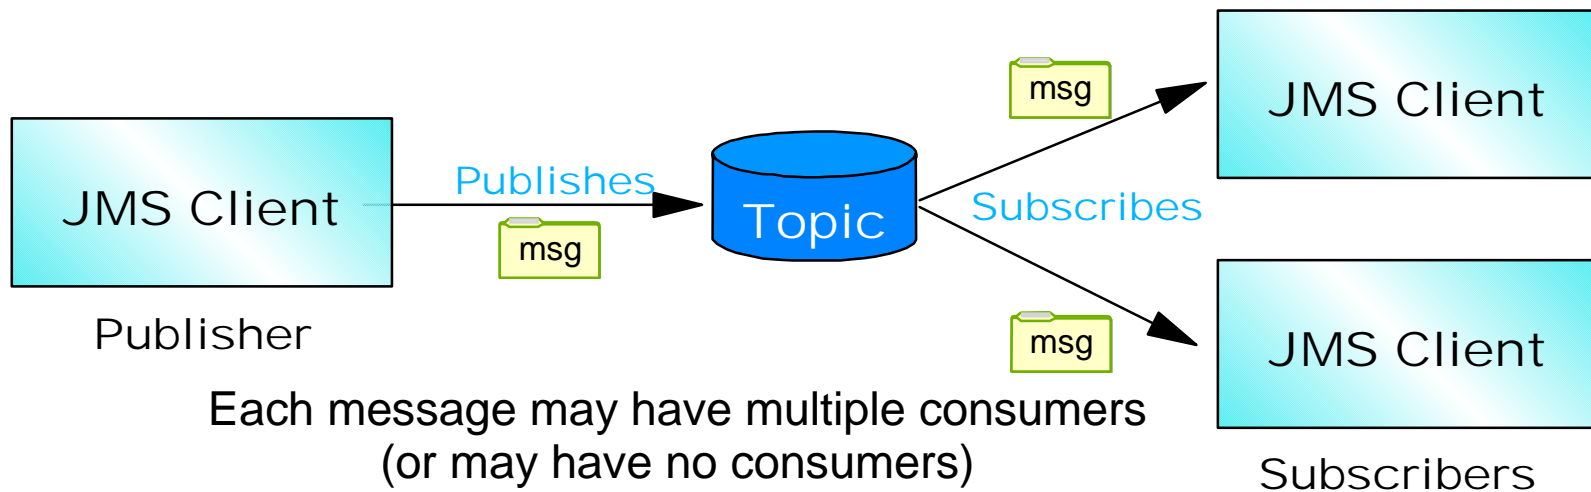 JMS Client
Publisher
Publishes
msg
Topic
Subscribes
msg
JMS Client
msg
JMS Client
Subscribers
Each message may have multiple consumers
(or may have no consumers)